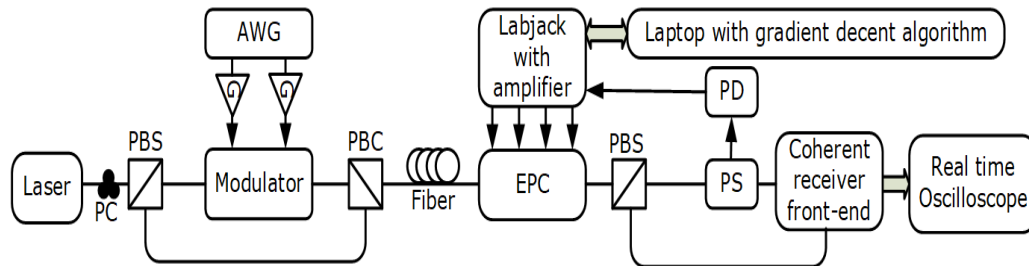 AWG
G
G
Labjack
with
amplifier
Laptop with gradient decent algorithm
PD
PBS
PBC
PBS
Laser
PC
Modulator
Fiber
EPC
PS
Coherent
receiver
front-end
Real time
Oscilloscope